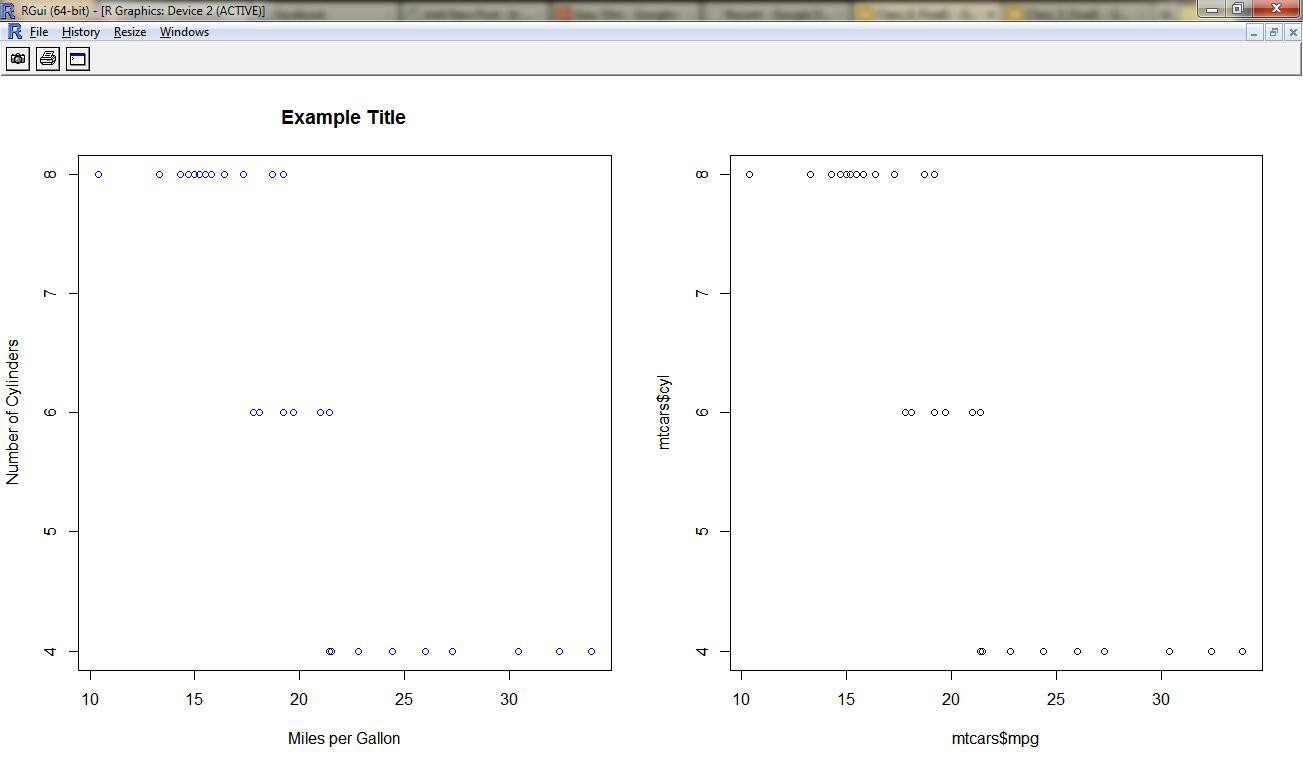 RGui (64-bit) - [R Graphics: Device 2 (ACTIVE)]
File History Resize Windows
Example Title
8
7
6
5
4
Number of Cylinders
10 15 20 25 30
Miles per Gallon
8
7
6
5
4
mtcars$cyl
10 15 20 25 30
mtcars$mpg